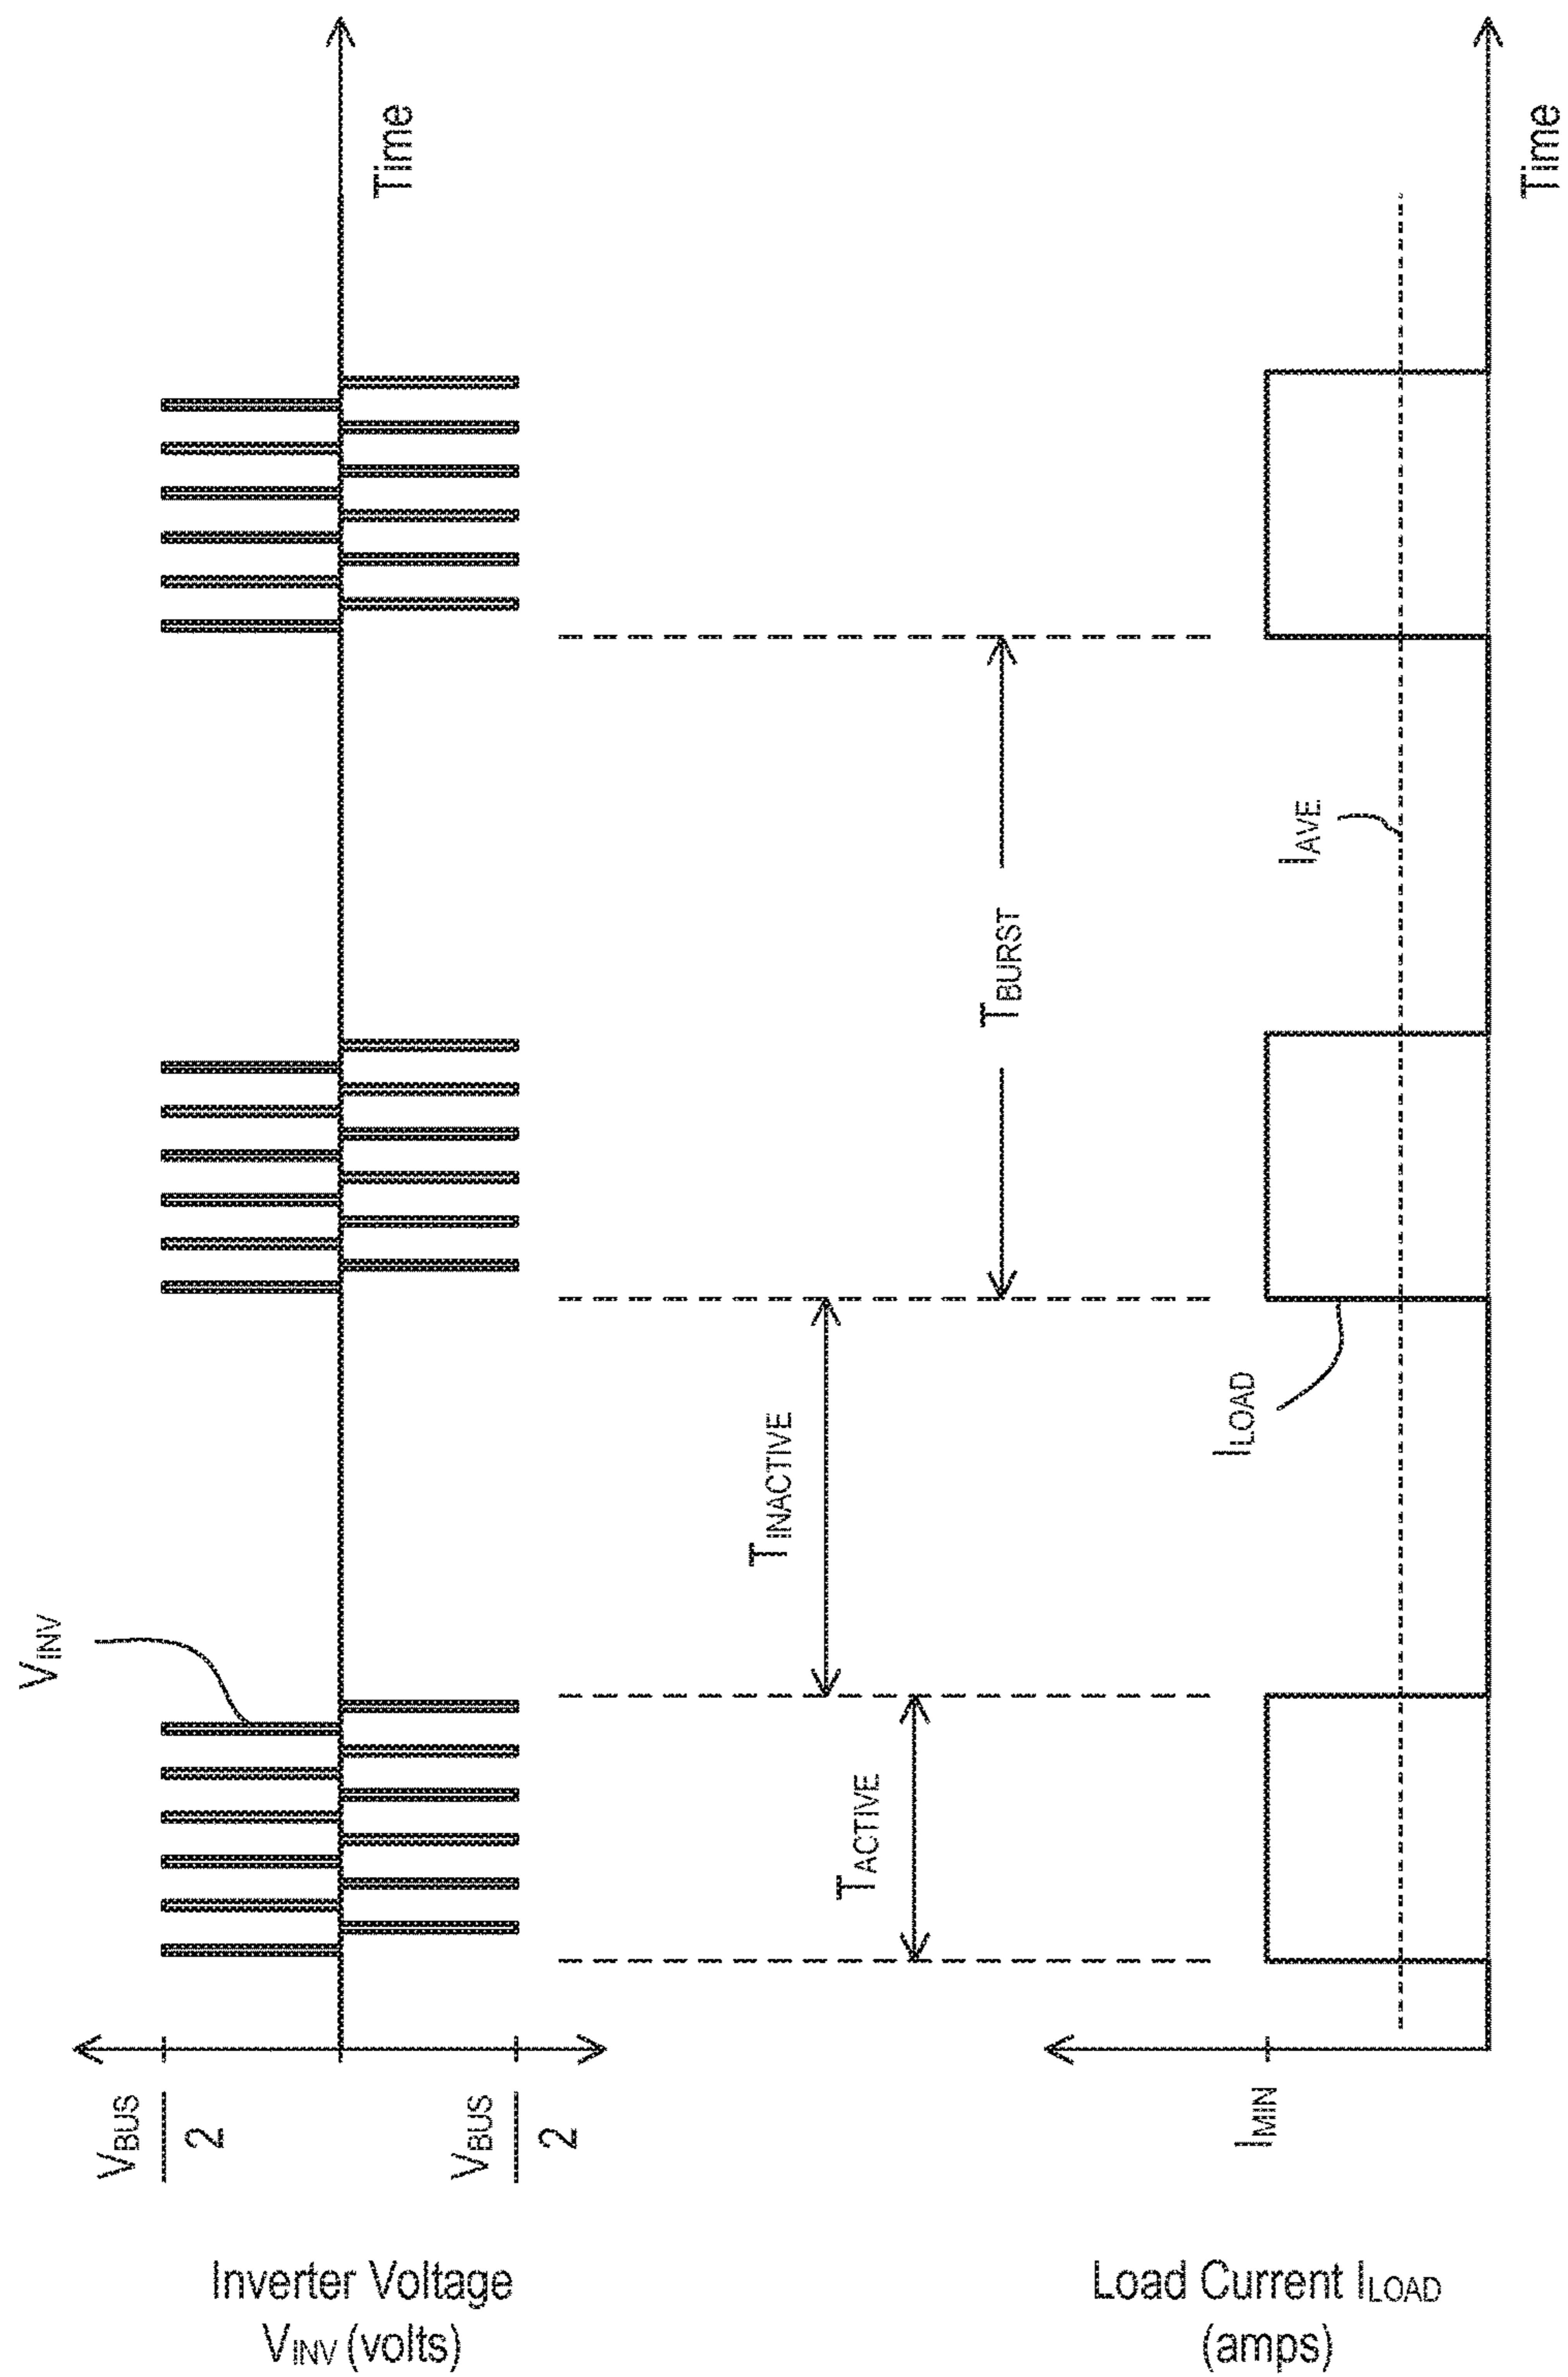 Inverter Voltage
VINV (volts)
VBUS
2
VBUS
2
VINV
Time
TACTIVE
TINACTIVE
TBURST
Load Current ILOAD
(amps)
IMIN
ILOAD
IAVE
Time